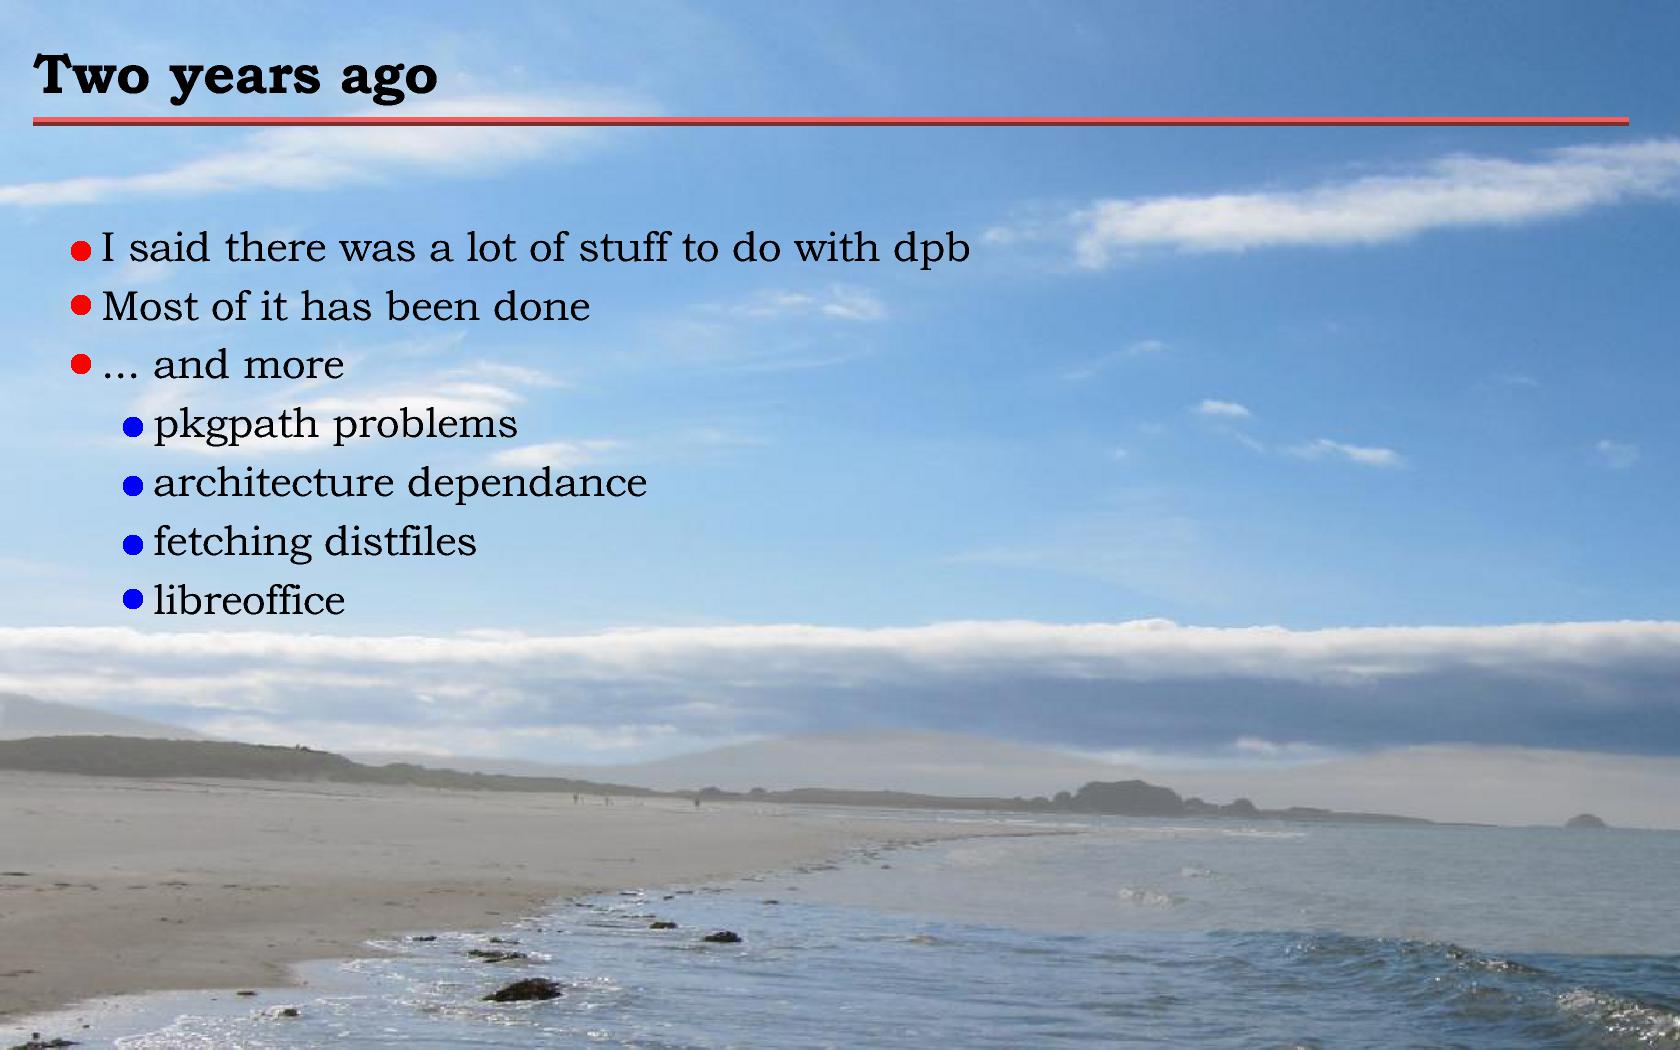 Two years ago
I said there was a lot of stuff to do with dpb
Most of it has been done
... and more
pkgpath problems
architecture dependance
fetching distfiles
libreoffice